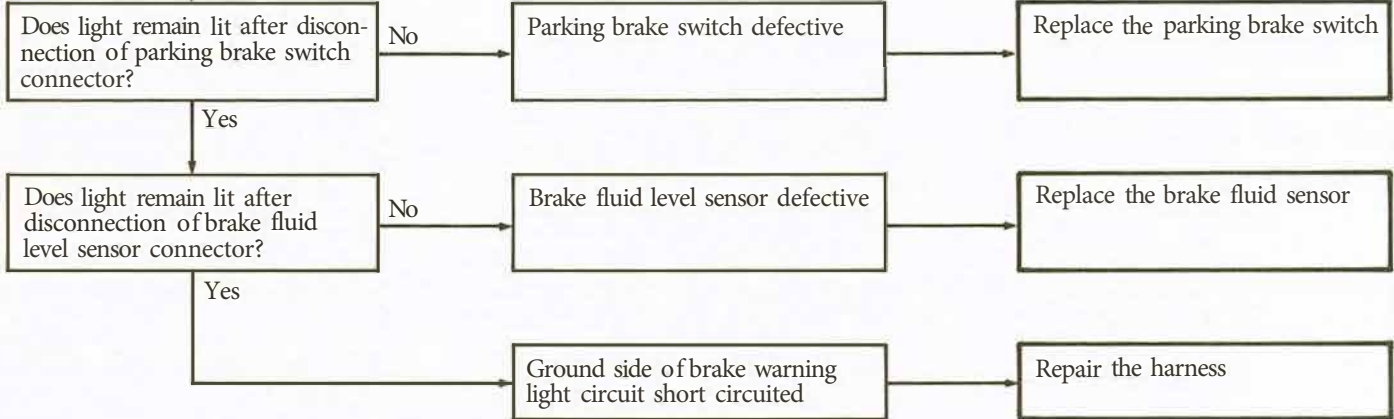 Does light remain lit after discon-
nection of parking brake switch
connector?
No
Parking brake switch defective
Replace the parking brake switch
Yes
Does light remain lit after
disconnection of brake fluid
level sensor connector?
No
Brake fluid level sensor defective
Replace the brake fluid sensor
Yes
Ground side of brake warning
light circuit short circuited
Repair the harness